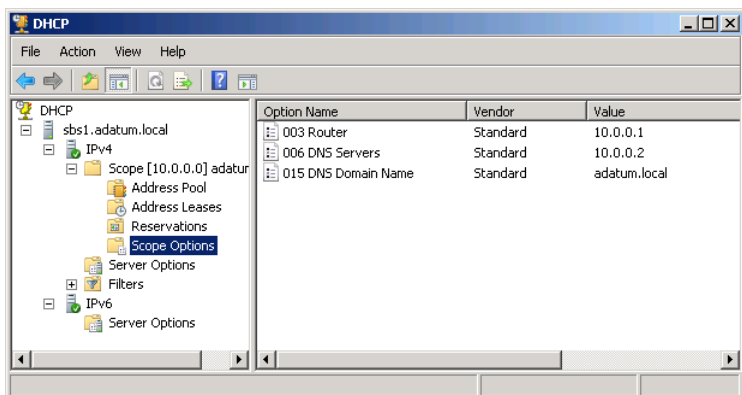 DHCP
File Action View Help
DHCP
sbs1.adatum.local
IPv4
Scope [10.0.0.0] adatur
Address Pool
Address Leases
Reservations
Scope Options
Server Options
Filters
IPv6
Server Options
Option Name Vendor Value
003 Router Standard 10.0.0.1
006 DNS Servers Standard 10.0.0.2
015 DNS Domain Name Standard adatum.local